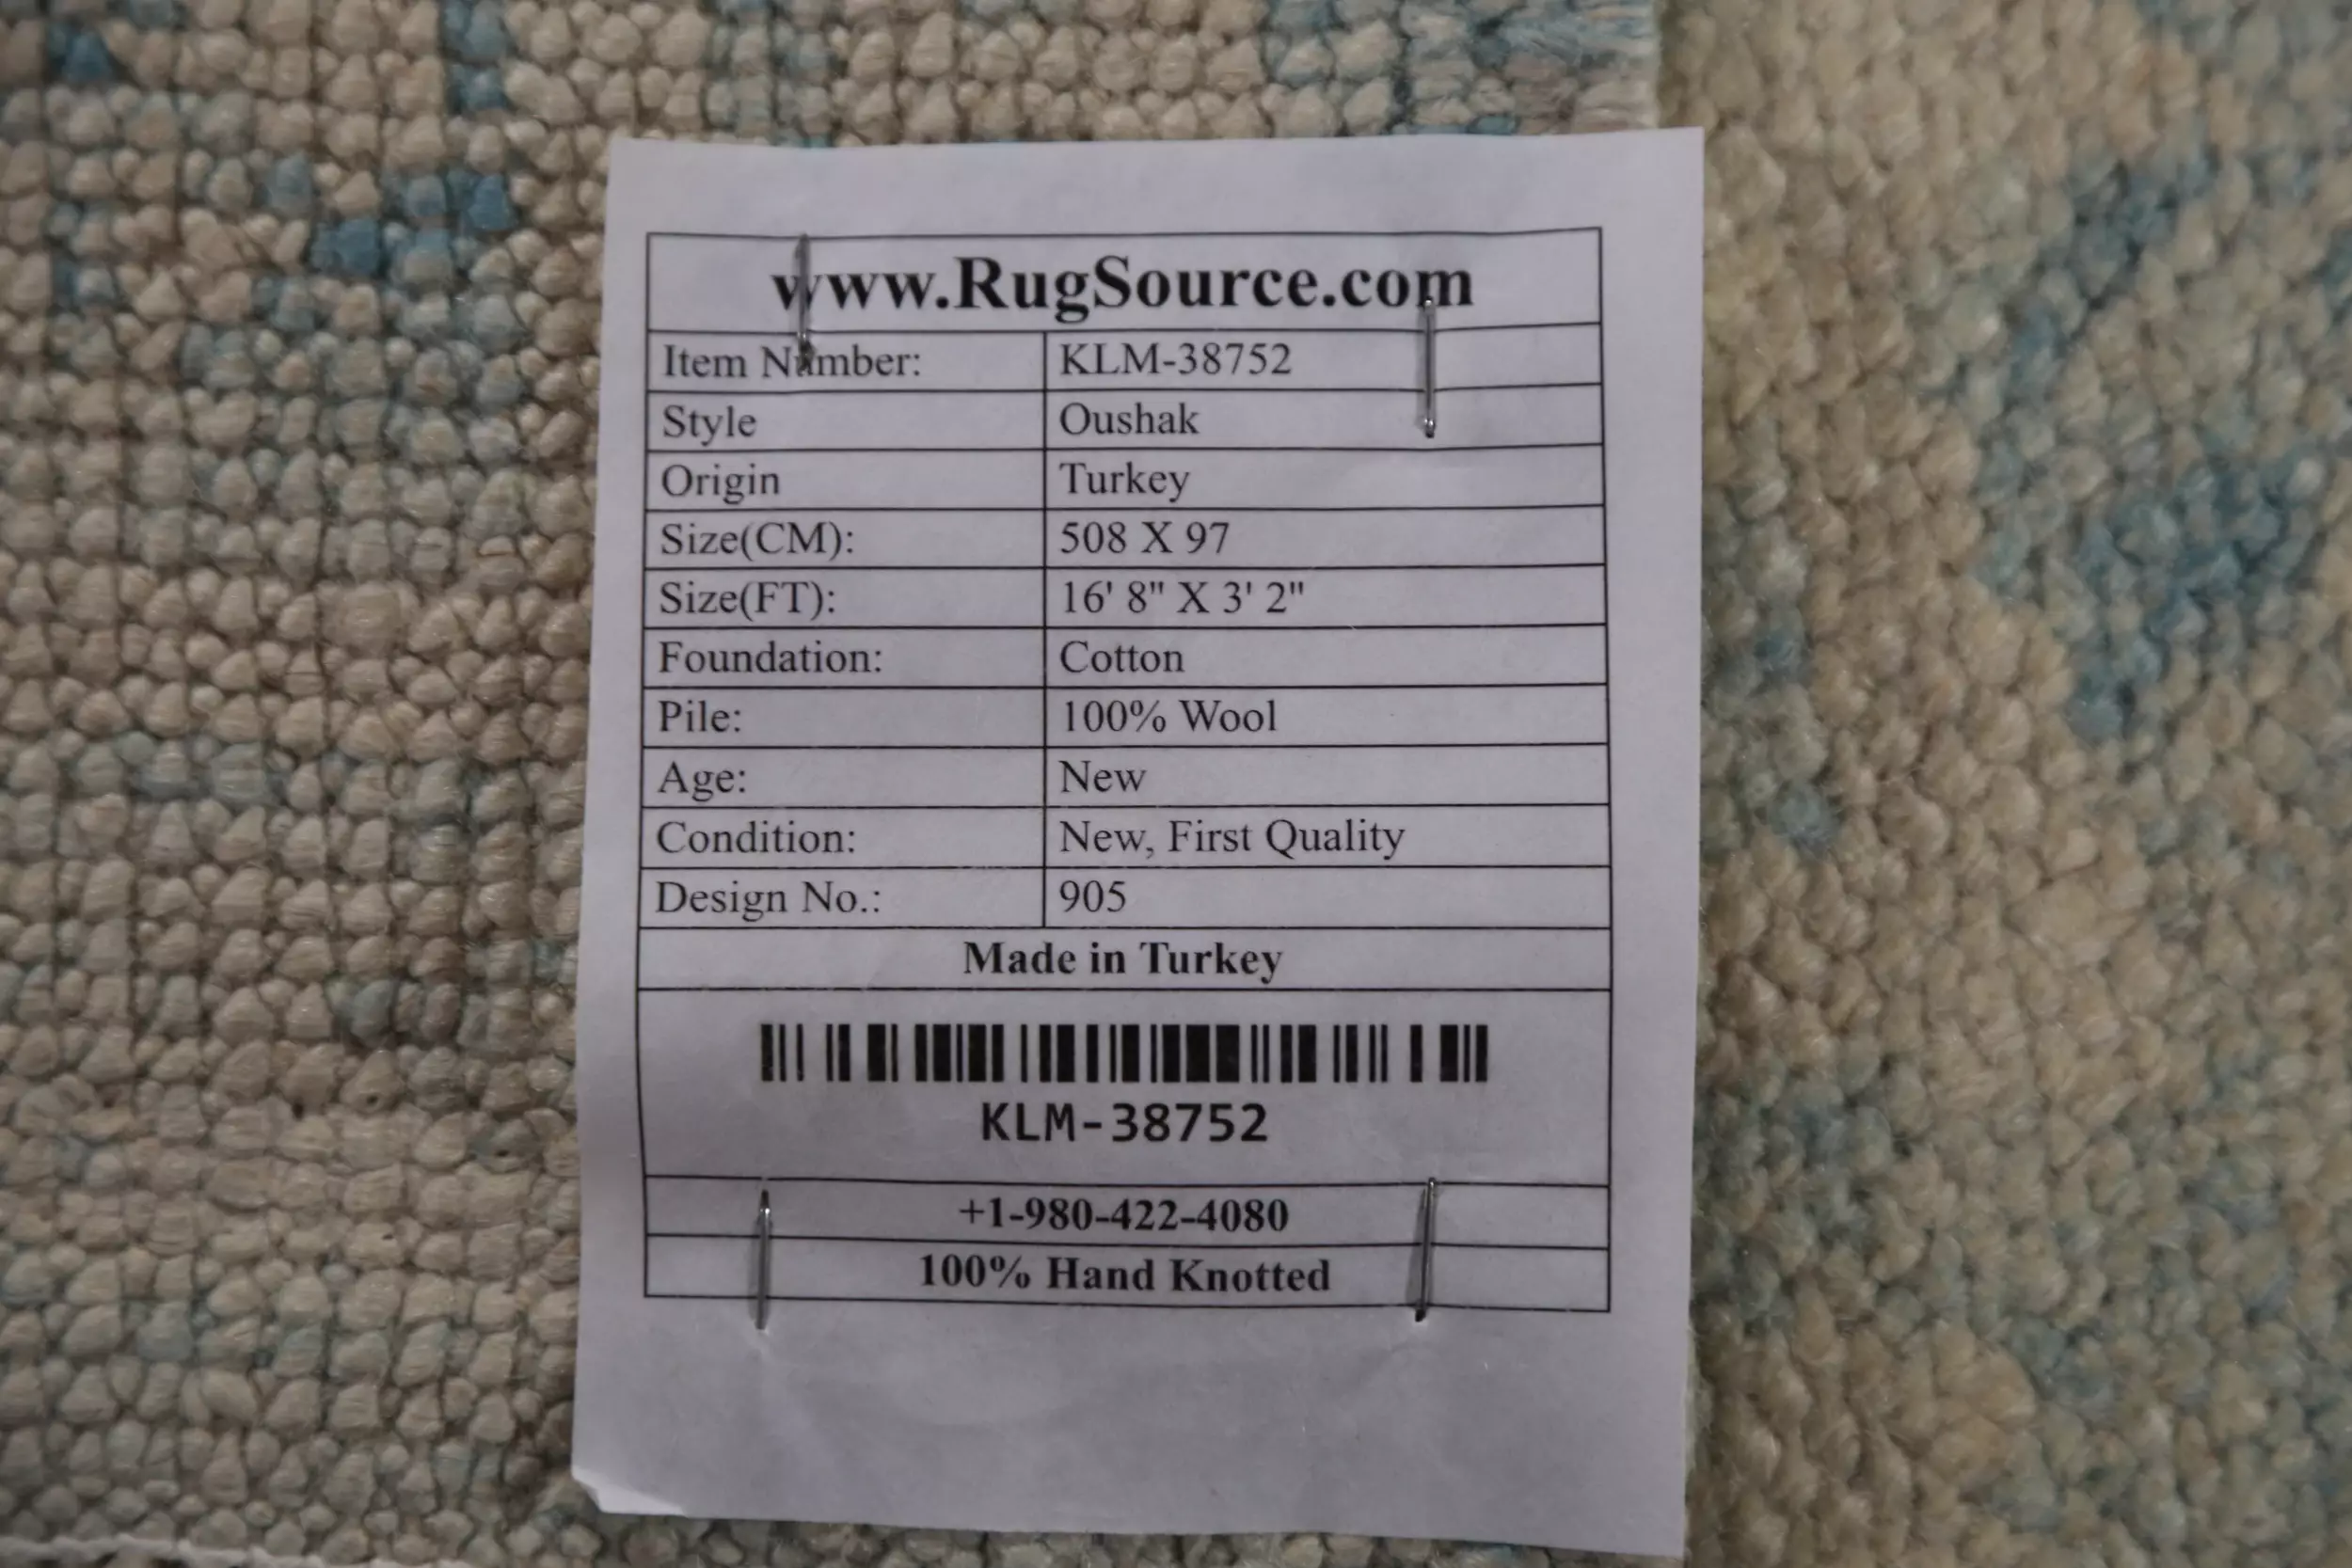 www.RugSource.com
Item Number: KLM-38752
Style Oushak
Origin Turkey
Size(CM): 508 X 97
Size(FT): 16' 8" X 3' 2"
Foundation: Cotton
Pile: 100% Wool
Age: New
Condition: New, First Quality
Design No.: 905
Made in Turkey
KLM-38752
+1-980-422-4080
100% Hand Knotted